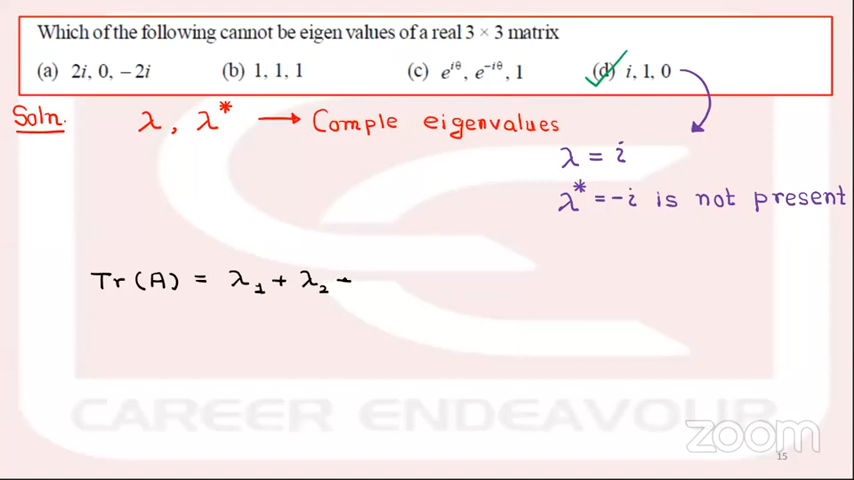 Which of the following cannot be eigen values of a real 3 × 3 matrix
(a) 2i, 0, −2i (b) 1, 1, 1 (c) e^{iθ}, e^{−iθ}, 1 (d) i, 1, 0
Soln. λ, λ* → Comple eigenvalues
λ = i
λ* = −i is not present
Tr(A) = λ₁ + λ₂ −
CAREER ENDEAVOUR
zoom
15